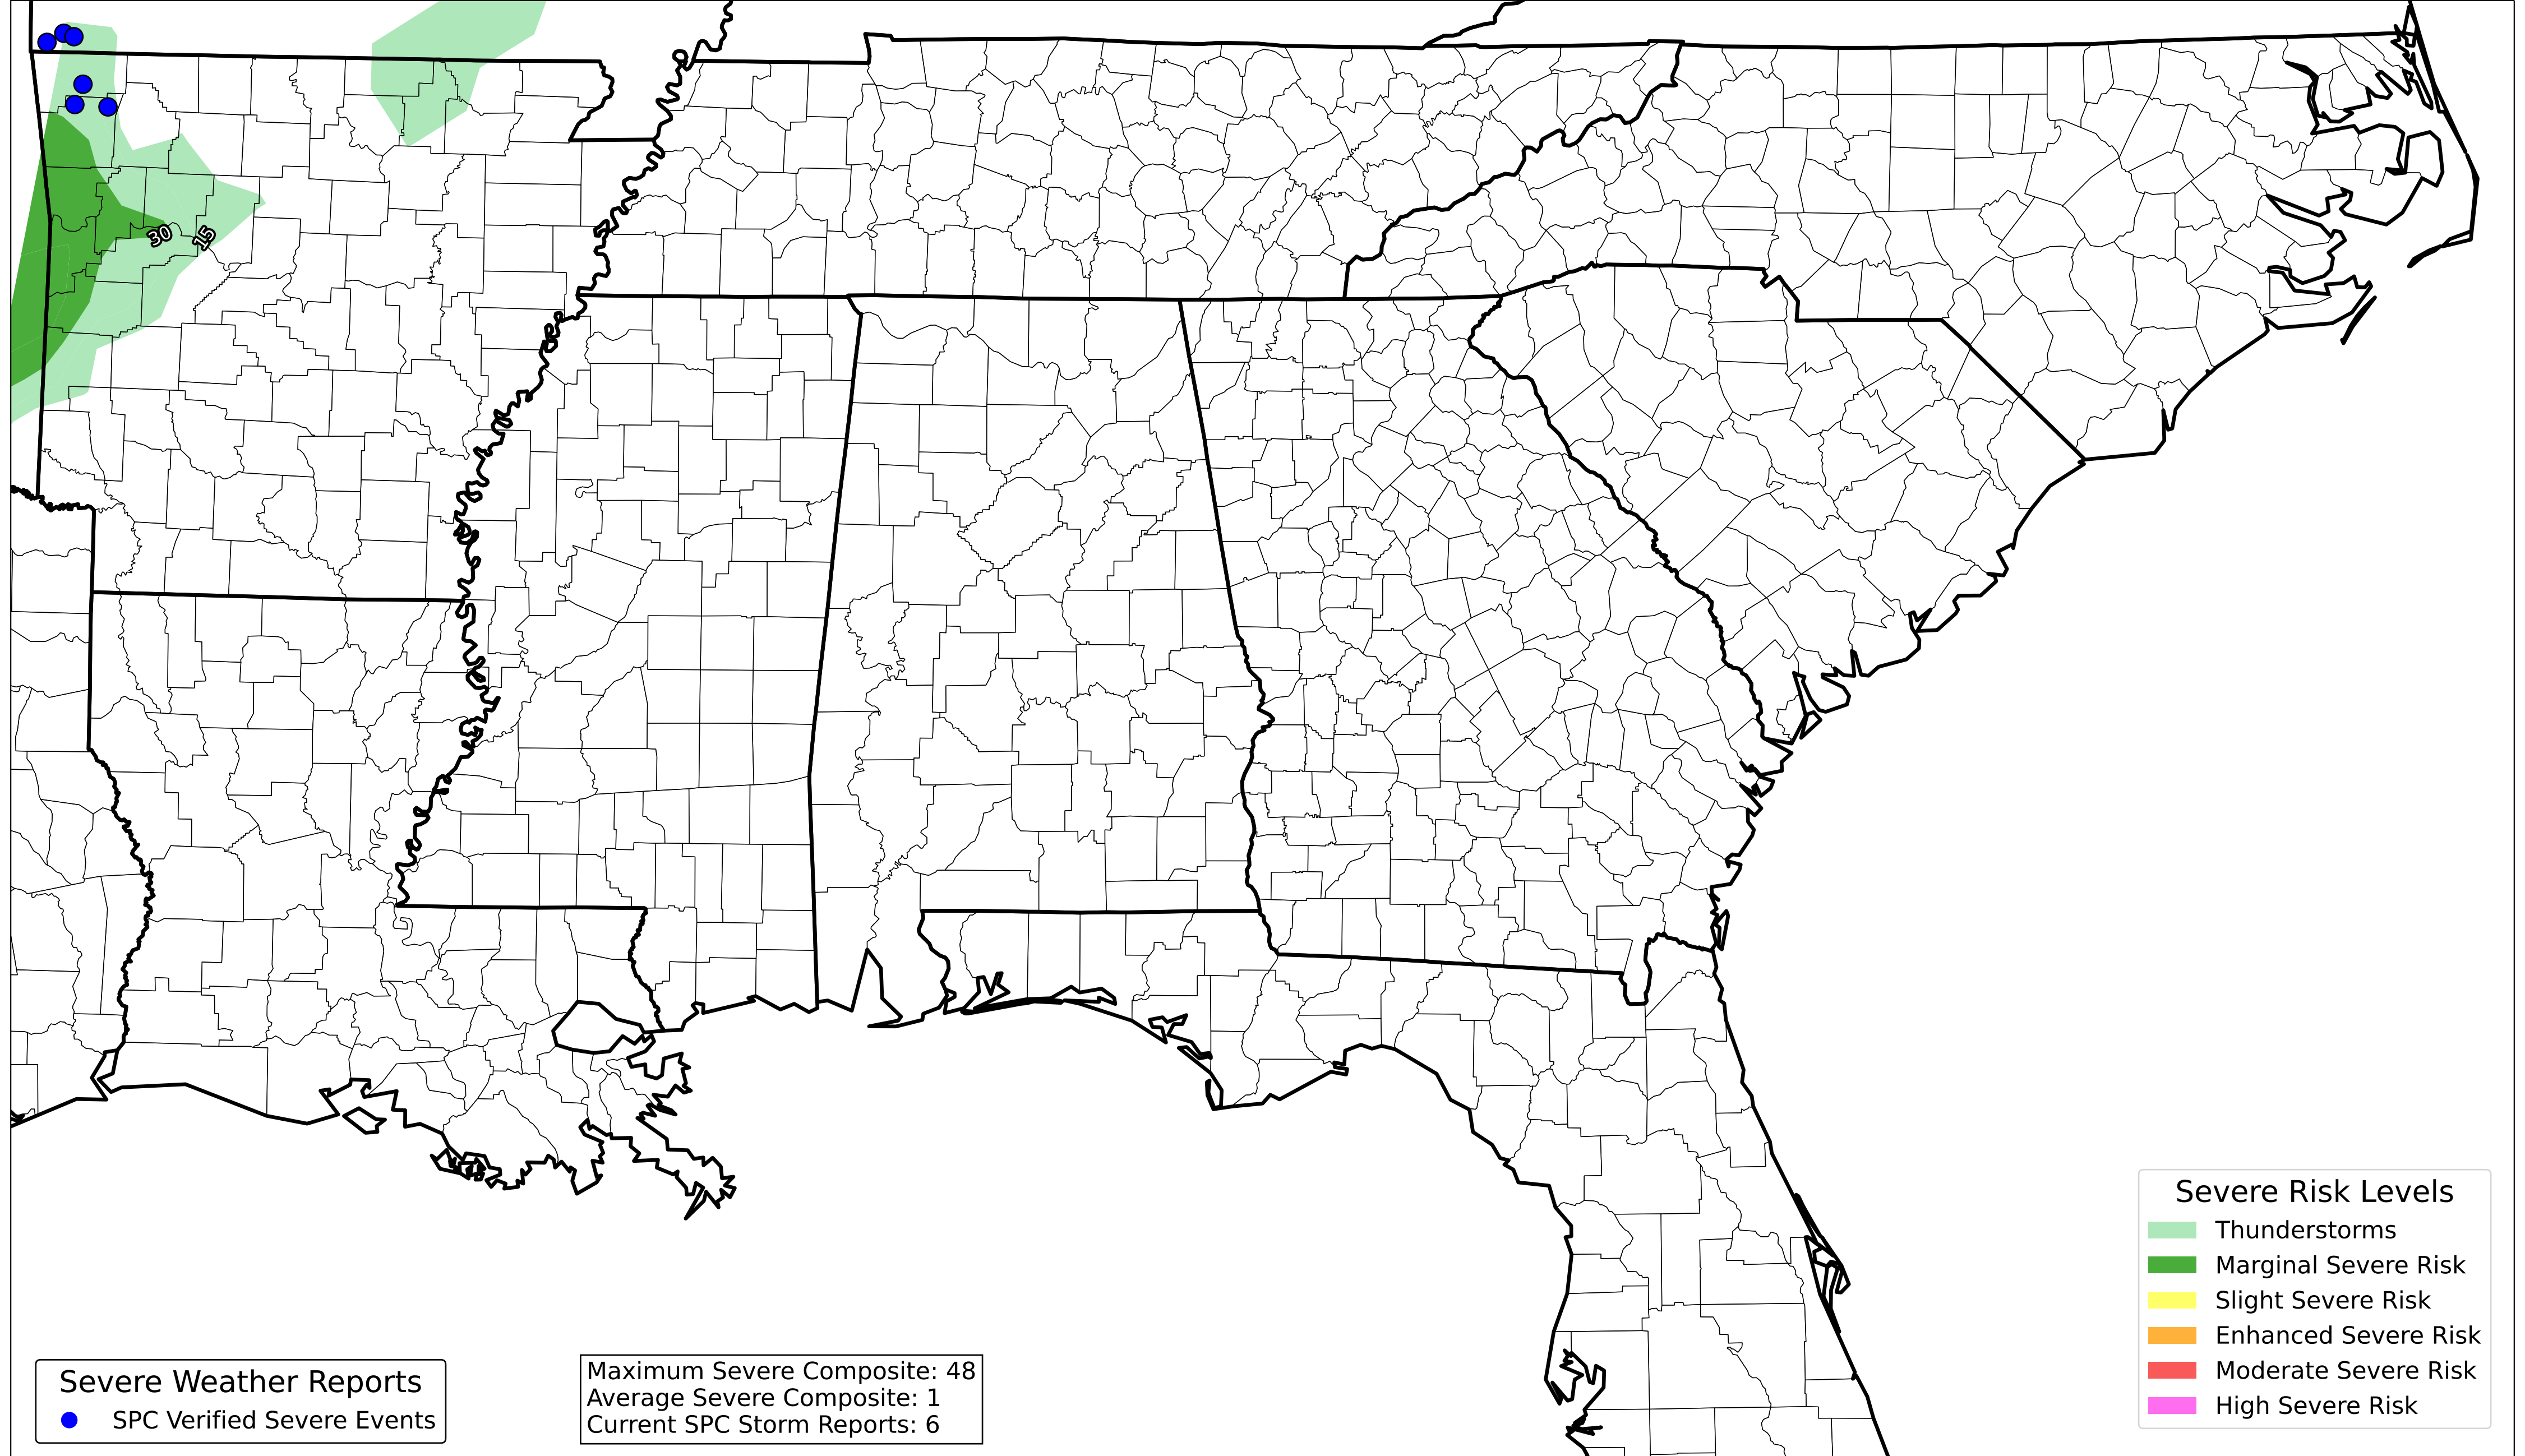 30
15
Severe Risk Levels
Thunderstorms
Marginal Severe Risk
Slight Severe Risk
Enhanced Severe Risk
Moderate Severe Risk
High Severe Risk
Severe Weather Reports
SPC Verified Severe Events
Maximum Severe Composite: 48
Average Severe Composite: 1
Current SPC Storm Reports: 6